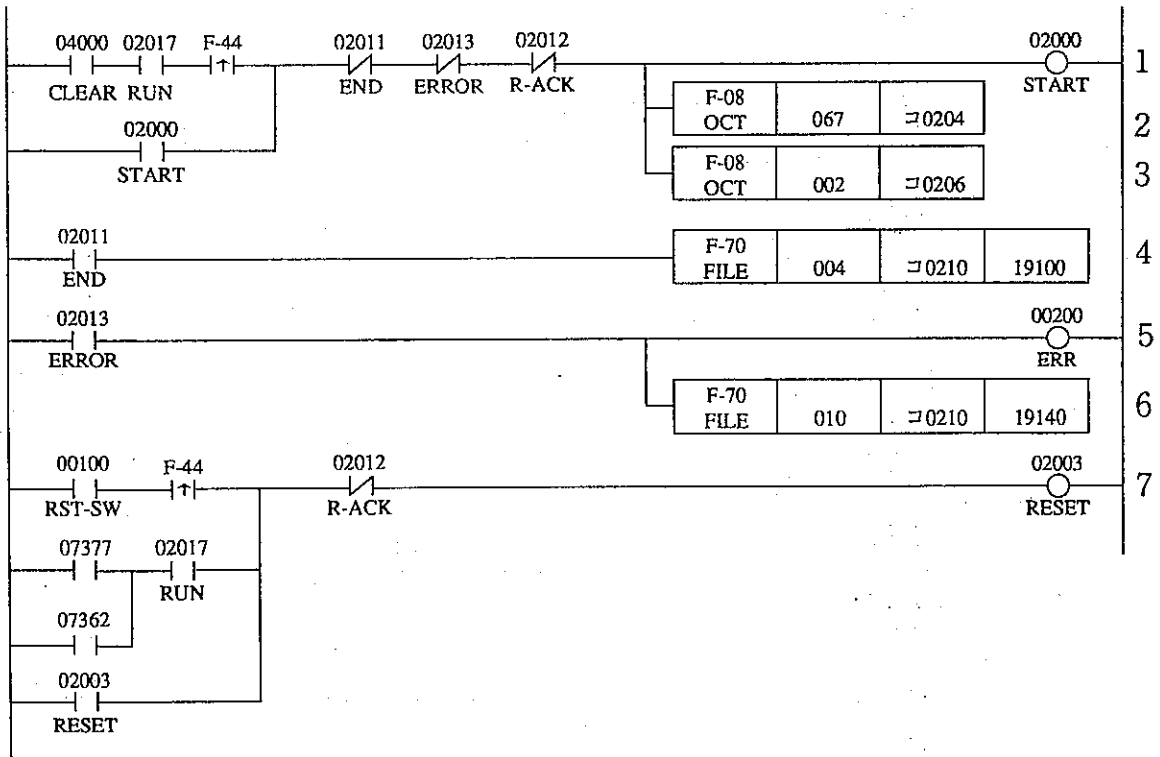 04000 02017 F-44 02011 02013 02012 02000 1
↑
CLEAR RUN END ERROR R-ACK START
F-08
OCT 067 コ0204 2
02000
START
F-08
OCT 002 コ0206 3
02011
END
F-70
FILE 004 コ0210 19100 4
02013 00200 5
ERROR ERR
F-70
FILE 010 コ0210 19140 6
00100 F-44 02012 02003 7
↑
RST-SW R-ACK RESET
07377 02017
RUN
07362
02003
RESET